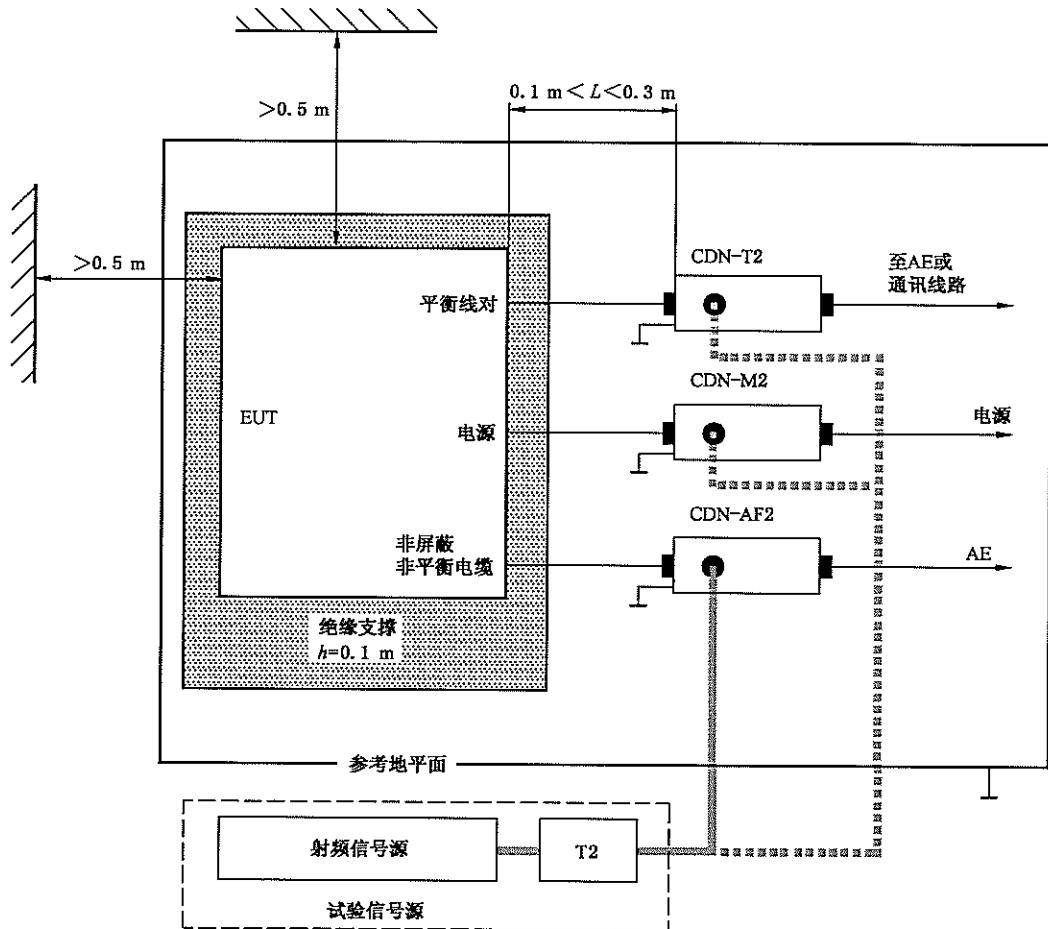 >0.5 m
0.1 m<L<0.3 m
>0.5 m
CDN-T2
至AE或
通讯线路
平衡线对
CDN-M2
EUT
电源
电源
CDN-AF2
非屏蔽
非平衡电缆
AE
绝缘支撑
h=0.1 m
参考地平面
射频信号源
T2
试验信号源